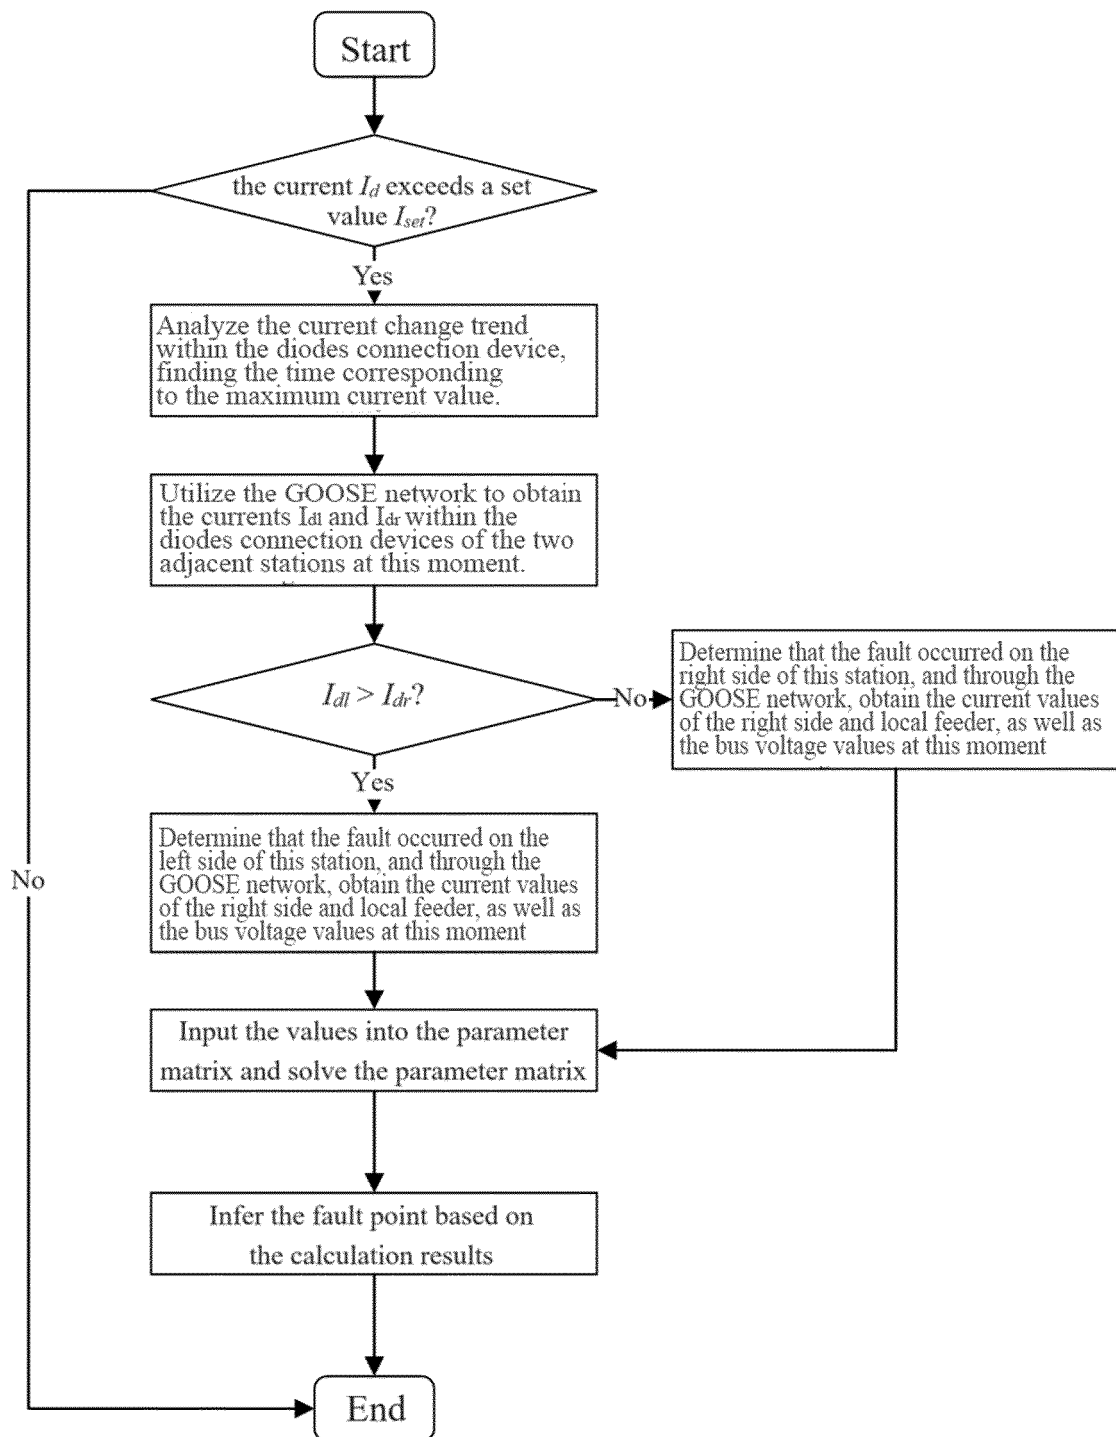 Start
the current Id exceeds a set
value Iset?
Yes
Analyze the current change trend
within the diodes connection device,
finding the time corresponding
to the maximum current value.
Utilize the GOOSE network to obtain
the currents Idl and Idr within the
diodes connection devices of the two
adjacent stations at this moment.
Idl > Idr?
No
Determine that the fault occurred on the
right side of this station, and through the
GOOSE network, obtain the current values
of the right side and local feeder, as well as
the bus voltage values at this moment
Yes
Determine that the fault occurred on the
left side of this station, and through the
GOOSE network, obtain the current values
of the right side and local feeder, as well as
the bus voltage values at this moment
No
Input the values into the parameter
matrix and solve the parameter matrix
Infer the fault point based on
the calculation results
End